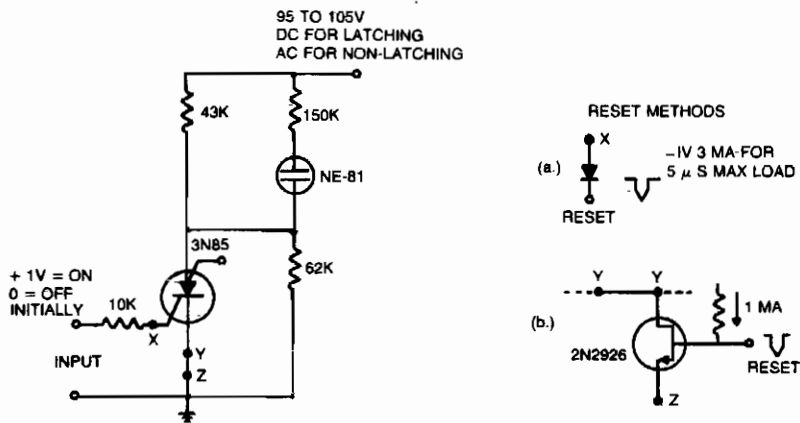 95 TO 105V
DC FOR LATCHING
AC FOR NON-LATCHING
43K
150K
NE-81
3N85
62K
+ 1V = ON
0 = OFF
INITIALLY
10K
X
Y
Z
INPUT
RESET METHODS
(a.)
X
–IV 3 MA-FOR
5 μ S MAX LOAD
RESET
Y Y
(b.)
1 MA
2N2926
RESET
Z